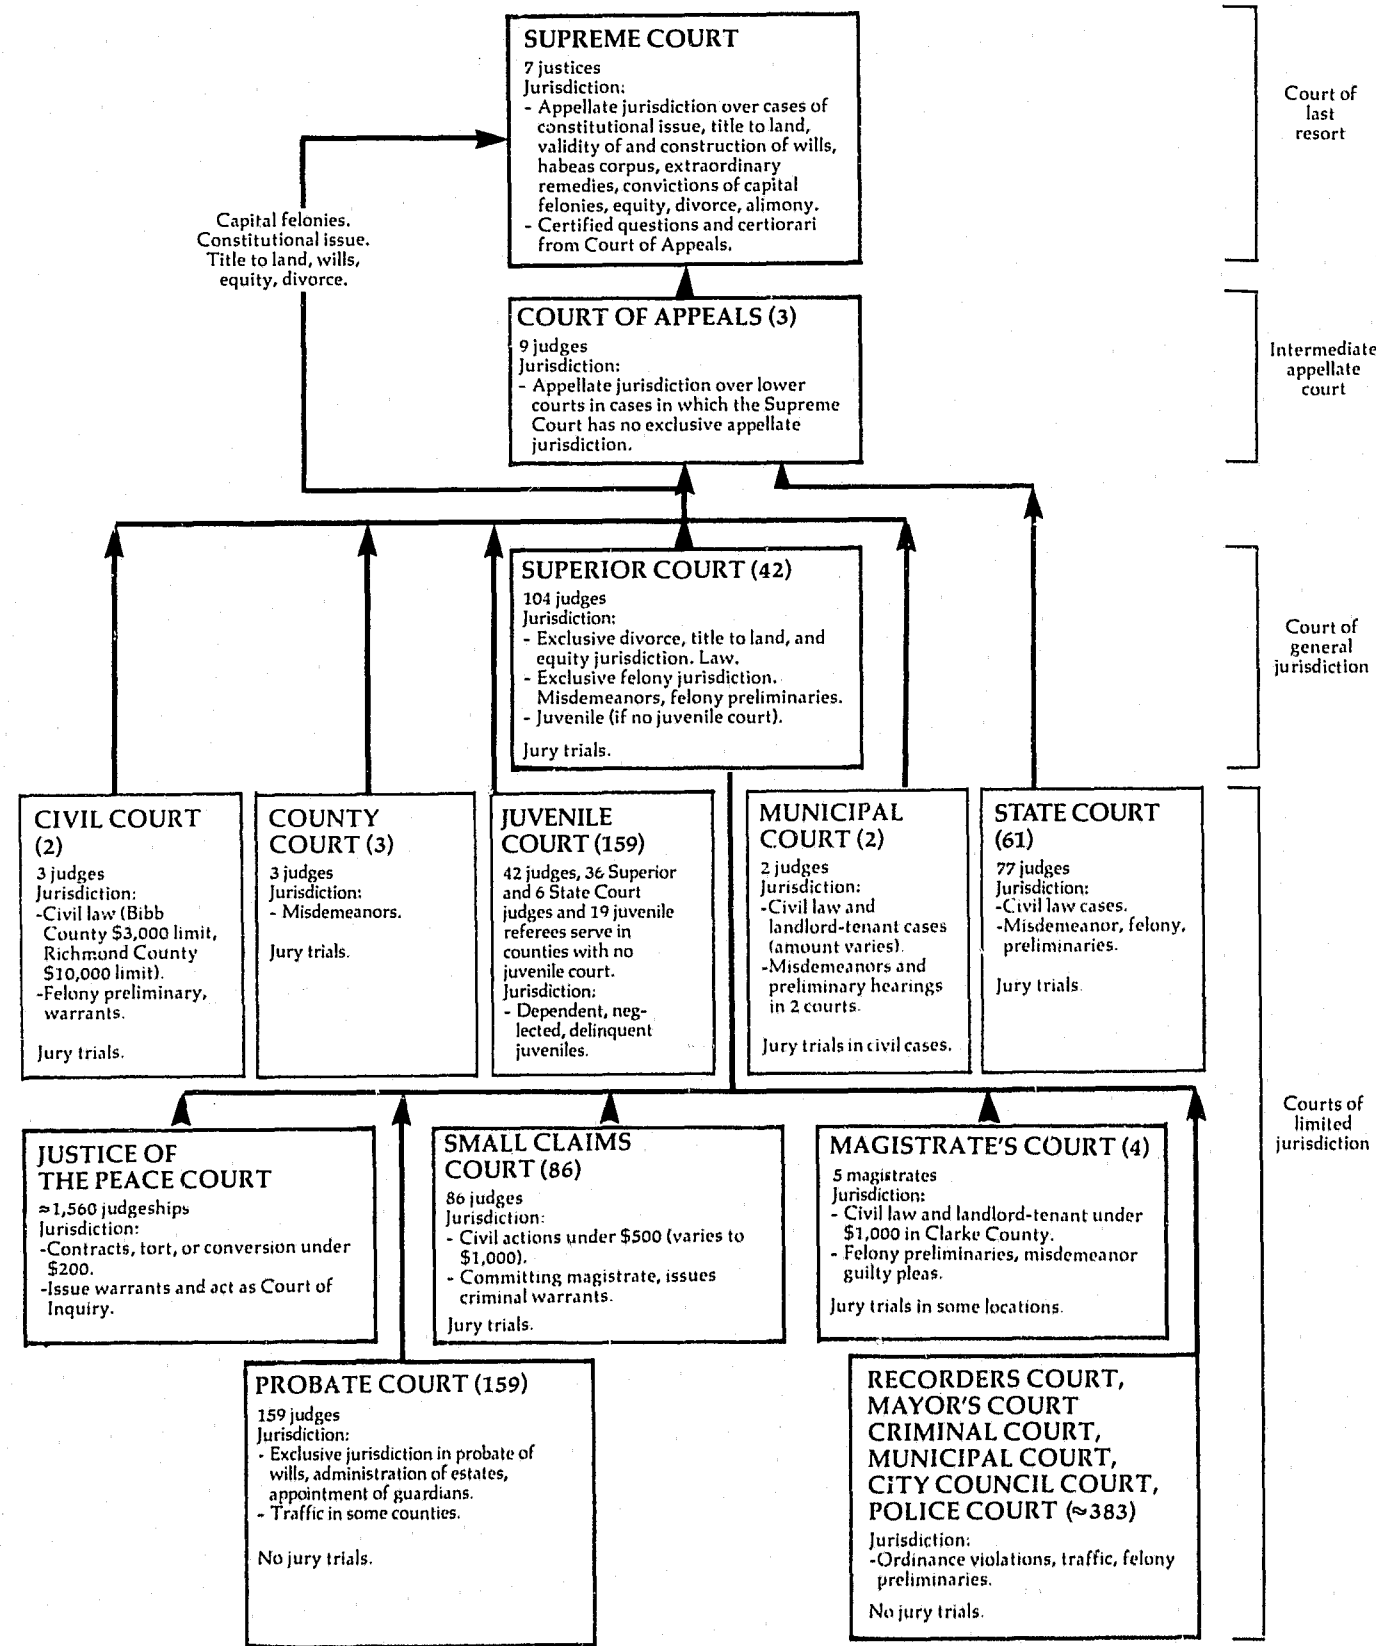 SUPREME COURT
7 justices
Jurisdiction:
- Appellate jurisdiction over cases of
constitutional issue, title to land,
validity of and construction of wills,
habeas corpus, extraordinary
remedies, convictions of capital
felonies, equity, divorce, alimony.
- Certified questions and certiorari
from Court of Appeals.
Court of
last
resort
Capital felonies.
Constitutional issue.
Title to land, wills,
equity, divorce.
COURT OF APPEALS (3)
9 judges
Jurisdiction:
- Appellate jurisdiction over lower
courts in cases in which the Supreme
Court has no exclusive appellate
jurisdiction.
Intermediate
appellate
court
SUPERIOR COURT (42)
104 judges
Jurisdiction:
- Exclusive divorce, title to land, and
equity jurisdiction. Law.
- Exclusive felony jurisdiction.
Misdemeanors, felony preliminaries.
- Juvenile (if no juvenile court).
Jury trials.
Court of
general
jurisdiction
CIVIL COURT
(2)
3 judges
Jurisdiction:
-Civil law (Bibb
County $3,000 limit,
Richmond County
$10,000 limit).
-Felony preliminary,
warrants.
Jury trials.
COUNTY
COURT (3)
3 judges
Jurisdiction:
- Misdemeanors.
Jury trials.
JUVENILE
COURT (159)
42 judges, 36 Superior
and 6 State Court
judges and 19 juvenile
referees serve in
counties with no
juvenile court.
Jurisdiction:
- Dependent, neg-
lected, delinquent
juveniles.
MUNICIPAL
COURT (2)
2 judges
Jurisdiction:
-Civil law and
landlord-tenant cases
(amount varies).
-Misdemeanors and
preliminary hearings
in 2 courts.
Jury trials in civil cases.
STATE COURT
(61)
77 judges
Jurisdiction:
-Civil law cases.
-Misdemeanor, felony,
preliminaries.
Jury trials.
Courts of
limited
jurisdiction
JUSTICE OF
THE PEACE COURT
≈1,560 judgeships
Jurisdiction:
-Contracts, tort, or conversion under
$200.
-Issue warrants and act as Court of
Inquiry.
SMALL CLAIMS
COURT (86)
86 judges
Jurisdiction:
- Civil actions under $500 (varies to
$1,000).
- Committing magistrate, issues
criminal warrants.
Jury trials.
MAGISTRATE'S COURT (4)
5 magistrates
Jurisdiction:
- Civil law and landlord-tenant under
$1,000 in Clarke County.
- Felony preliminaries, misdemeanor
guilty pleas.
Jury trials in some locations.
PROBATE COURT (159)
159 judges
Jurisdiction:
- Exclusive jurisdiction in probate of
wills, administration of estates,
appointment of guardians.
- Traffic in some counties.
No jury trials.
RECORDERS COURT,
MAYOR'S COURT
CRIMINAL COURT,
MUNICIPAL COURT,
CITY COUNCIL COURT,
POLICE COURT (≈383)
Jurisdiction:
-Ordinance violations, traffic, felony
preliminaries.
No jury trials.